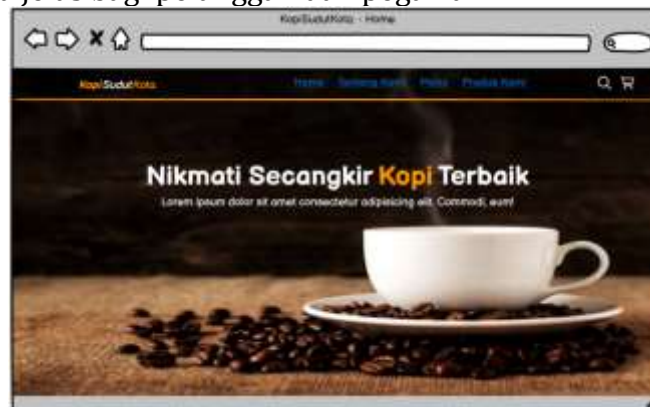 KopiSudutKota - Home
KopiSudutKota.
Home Tentang Kami Menu Produk Kami
Nikmati Secangkir Kopi Terbaik
Lorem ipsum dolor sit amet consectetur adipisicing elit. Commodi, eum!